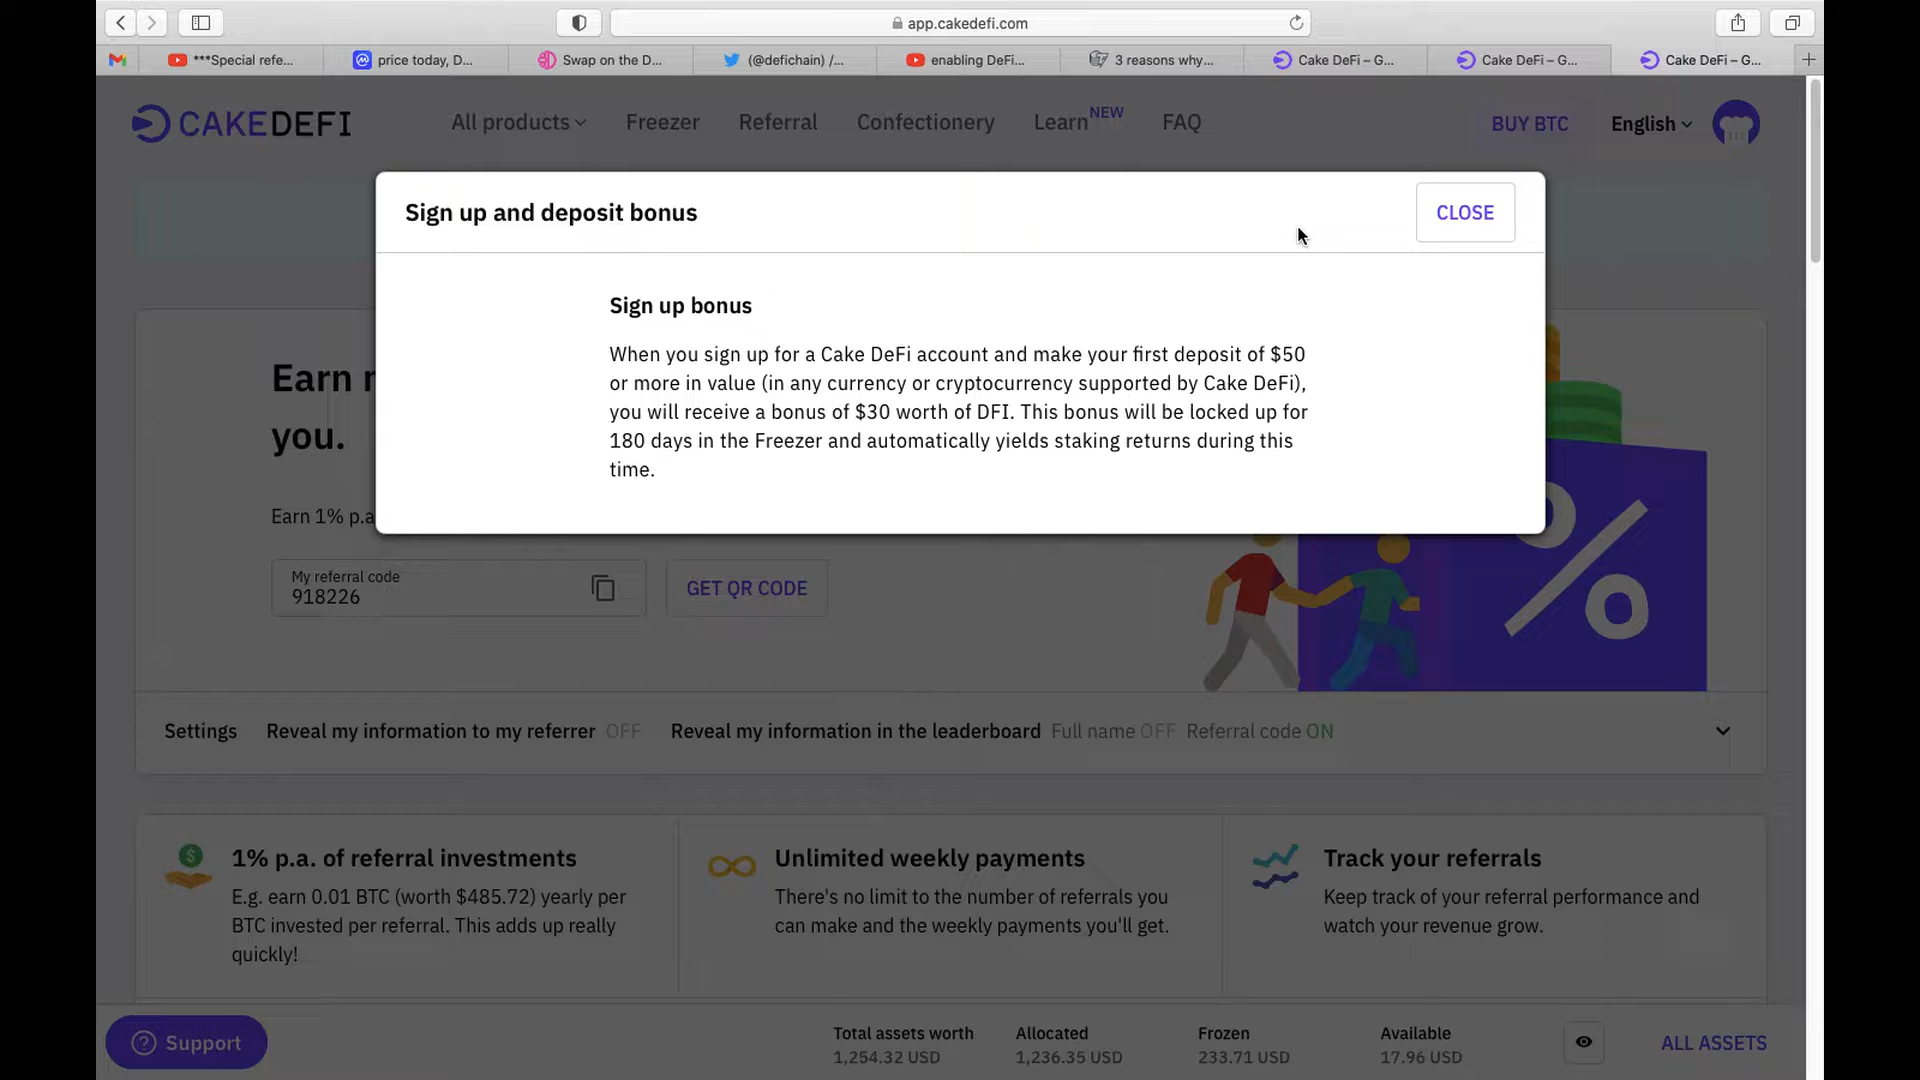 app.cakedefi.com
***Special refe...
price today, D...
Swap on the D...
(@defichain) /...
enabling DeFi...
3 reasons why...
Cake DeFi – G...
Cake DeFi – G...
Cake DeFi – G...
CAKEDEFI
All products
Freezer
Referral
Confectionery
Learn NEW
FAQ
BUY BTC
English
Sign up and deposit bonus
CLOSE
Sign up bonus
When you sign up for a Cake DeFi account and make your first deposit of $50
or more in value (in any currency or cryptocurrency supported by Cake DeFi),
you will receive a bonus of $30 worth of DFI. This bonus will be locked up for
180 days in the Freezer and automatically yields staking returns during this
time.
Earn
you.
Earn 1% p.a
My referral code
918226
GET QR CODE
%
Settings
Reveal my information to my referrer OFF
Reveal my information in the leaderboard Full name OFF Referral code ON
1% p.a. of referral investments
E.g. earn 0.01 BTC (worth $485.72) yearly per
BTC invested per referral. This adds up really
quickly!
Unlimited weekly payments
There's no limit to the number of referrals you
can make and the weekly payments you'll get.
Track your referrals
Keep track of your referral performance and
watch your revenue grow.
Support
Total assets worth
1,254.32 USD
Allocated
1,236.35 USD
Frozen
233.71 USD
Available
17.96 USD
ALL ASSETS